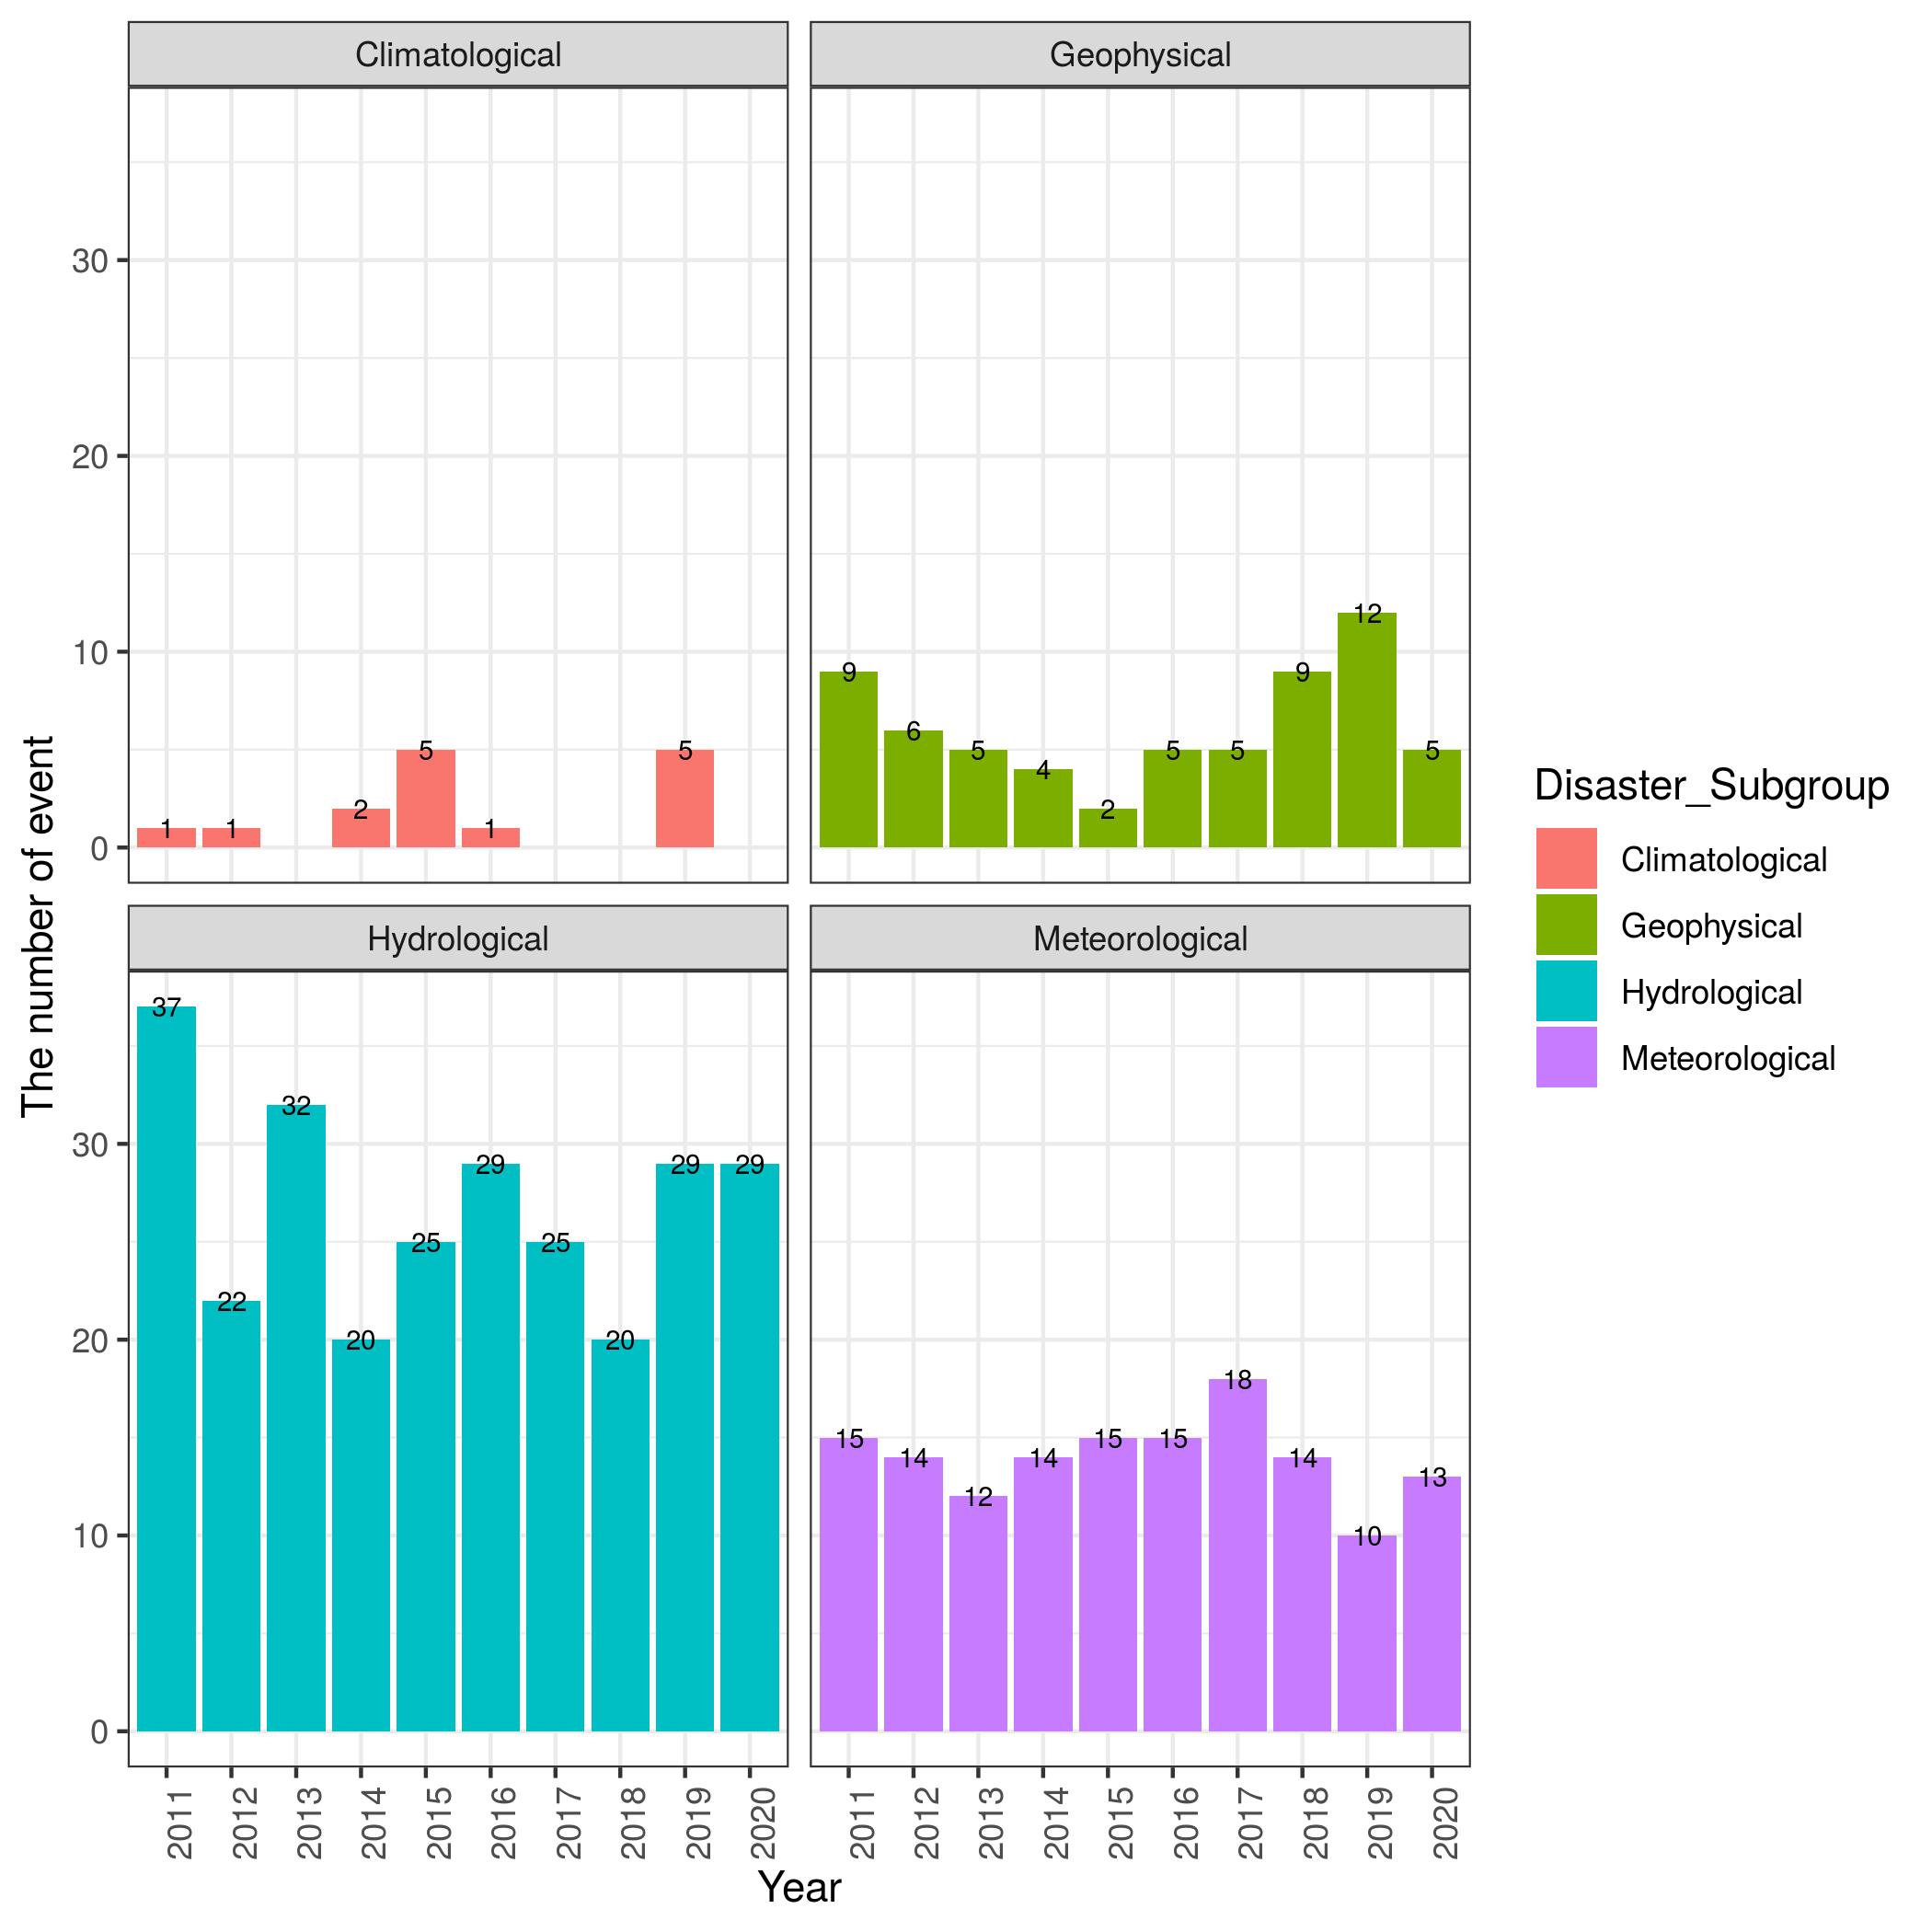 Climatological
Geophysical
30
20
10
0
1 1 2 5 1 5
9 6 5 4 2 5 5 9 12 5
The number of event
Hydrological
Meteorological
30
20
10
0
37 22 32 20 25 29 25 20 29 29
15 14 12 14 15 15 18 14 10 13
2011 2012 2013 2014 2015 2016 2017 2018 2019 2020
2011 2012 2013 2014 2015 2016 2017 2018 2019 2020
Year
Disaster_Subgroup
Climatological
Geophysical
Hydrological
Meteorological